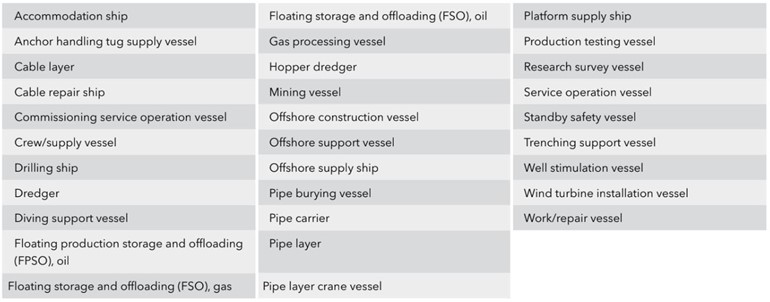 Accommodation ship
Anchor handling tug supply vessel
Cable layer
Cable repair ship
Commissioning service operation vessel
Crew/supply vessel
Drilling ship
Dredger
Diving support vessel
Floating production storage and offloading
(FPSO), oil
Floating storage and offloading (FSO), gas
Floating storage and offloading (FSO), oil
Gas processing vessel
Hopper dredger
Mining vessel
Offshore construction vessel
Offshore support vessel
Offshore supply ship
Pipe burying vessel
Pipe carrier
Pipe layer
Pipe layer crane vessel
Platform supply ship
Production testing vessel
Research survey vessel
Service operation vessel
Standby safety vessel
Trenching support vessel
Well stimulation vessel
Wind turbine installation vessel
Work/repair vessel